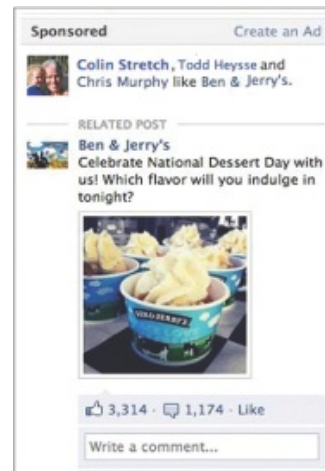 Sponsored Create an Ad
Colin Stretch, Todd Heysse and
Chris Murphy like Ben & Jerry's.
RELATED POST
Ben & Jerry's
Celebrate National Dessert Day with
us! Which flavor will you indulge in
tonight?
BEN & JERRY'S
3,314 · 1,174 · Like
Write a comment...